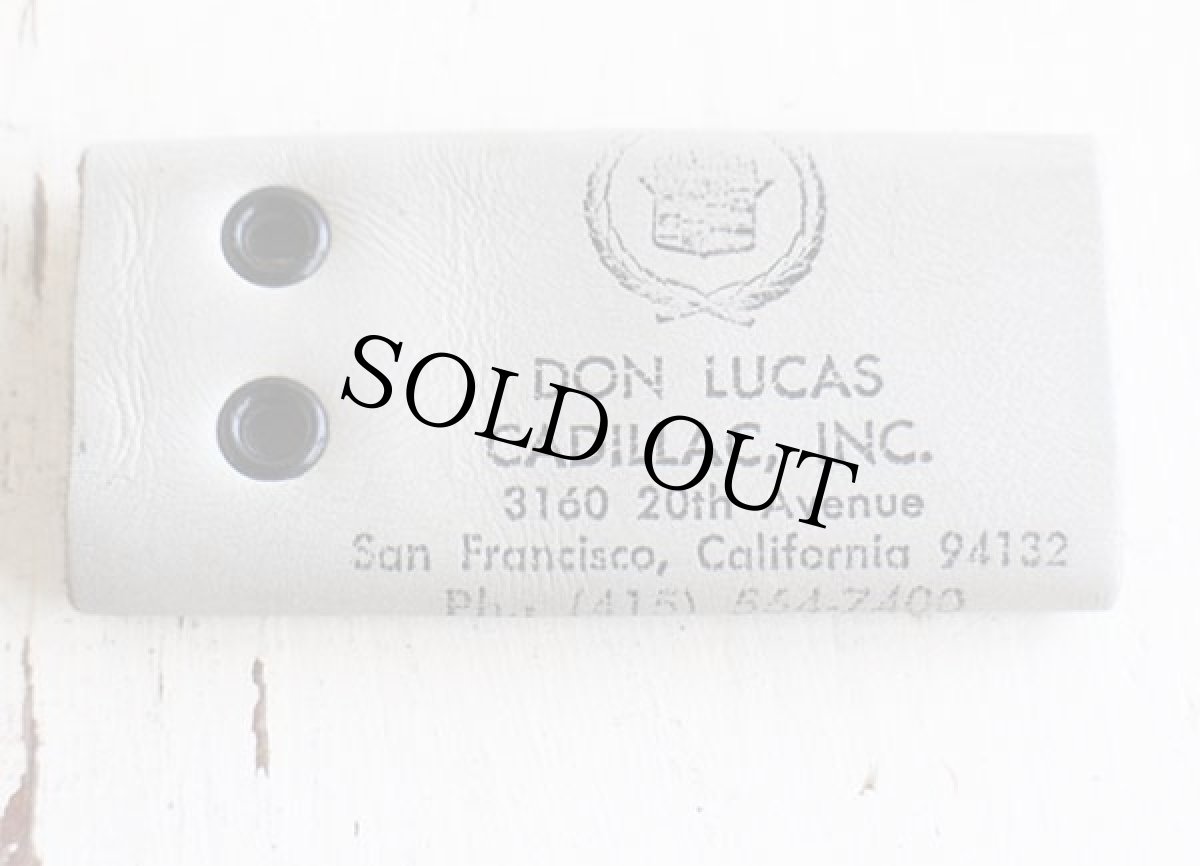 DON LUCAS
CADILLAC, INC.
3160 20th Avenue
San Francisco, California 94132
Ph.: (415) 664-7400
SOLD OUT